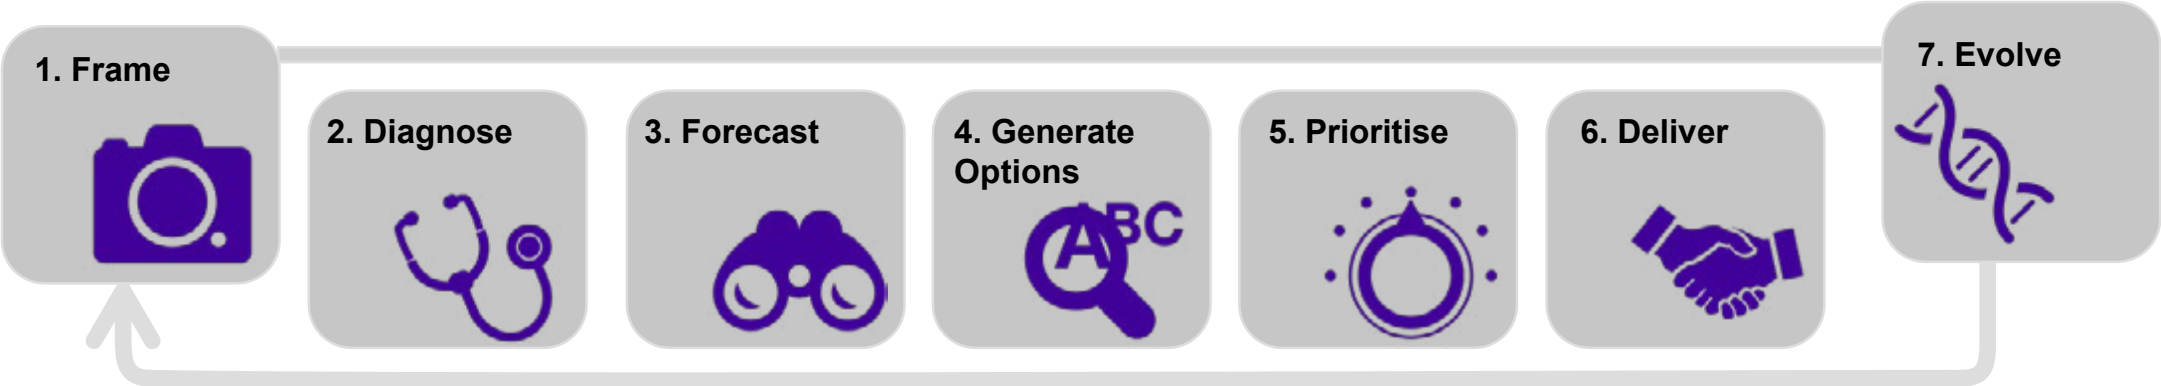 1. Frame
2. Diagnose
3. Forecast
4. Generate
Options
ABC
5. Prioritise
6. Deliver
7. Evolve